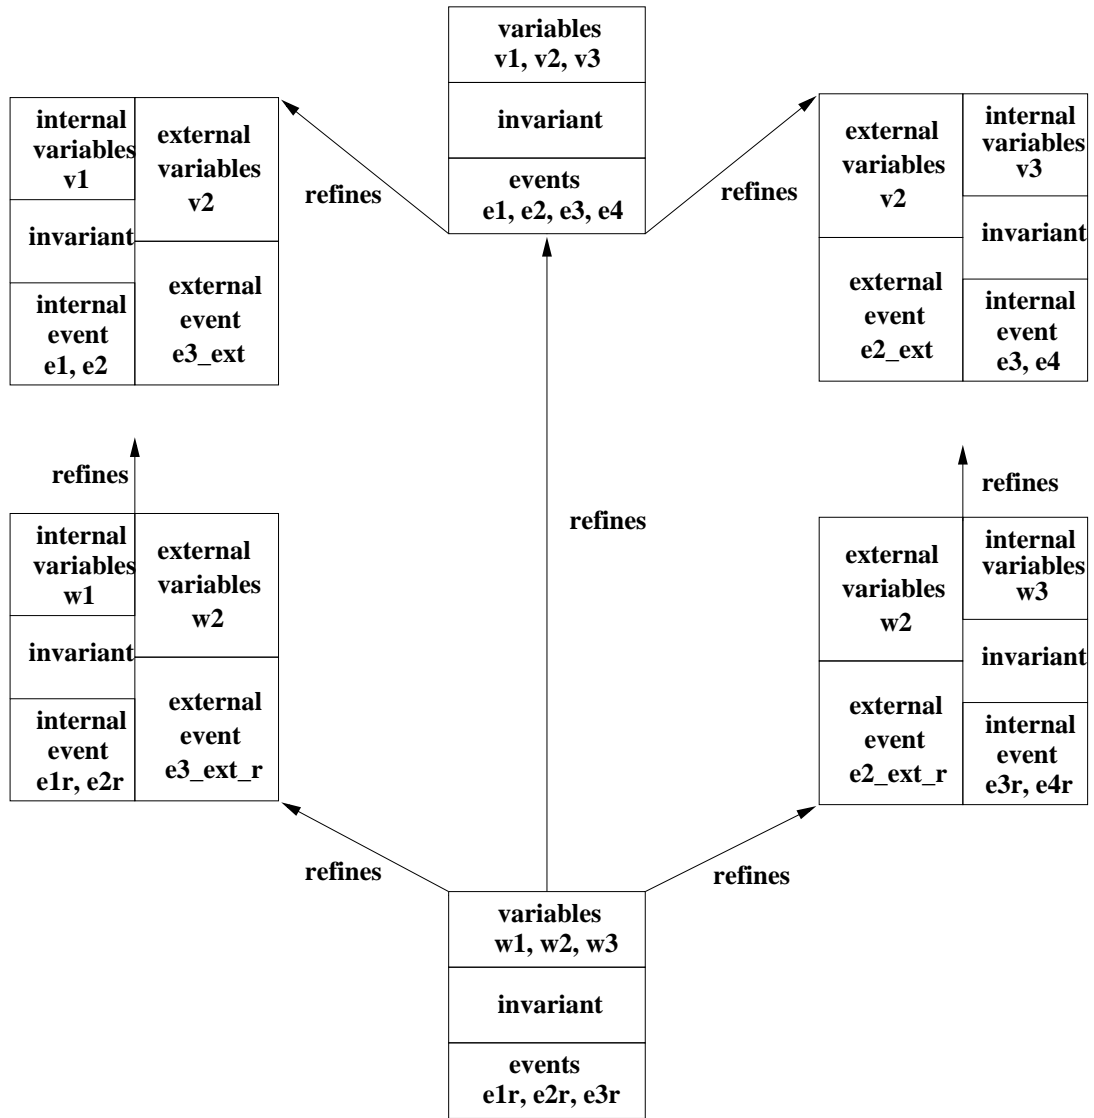 variables
v1, v2, v3
invariant
events
e1, e2, e3, e4
internal
variables
v1
invariant
internal
event
e1, e2
external
variables
v2
external
event
e3_ext
refines
refines
external
variables
v2
external
event
e2_ext
internal
variables
v3
invariant
internal
event
e3, e4
refines
refines
refines
internal
variables
w1
invariant
internal
event
e1r, e2r
external
variables
w2
external
event
e3_ext_r
external
variables
w2
external
event
e2_ext_r
internal
variables
w3
invariant
internal
event
e3r, e4r
refines
refines
variables
w1, w2, w3
invariant
events
e1r, e2r, e3r